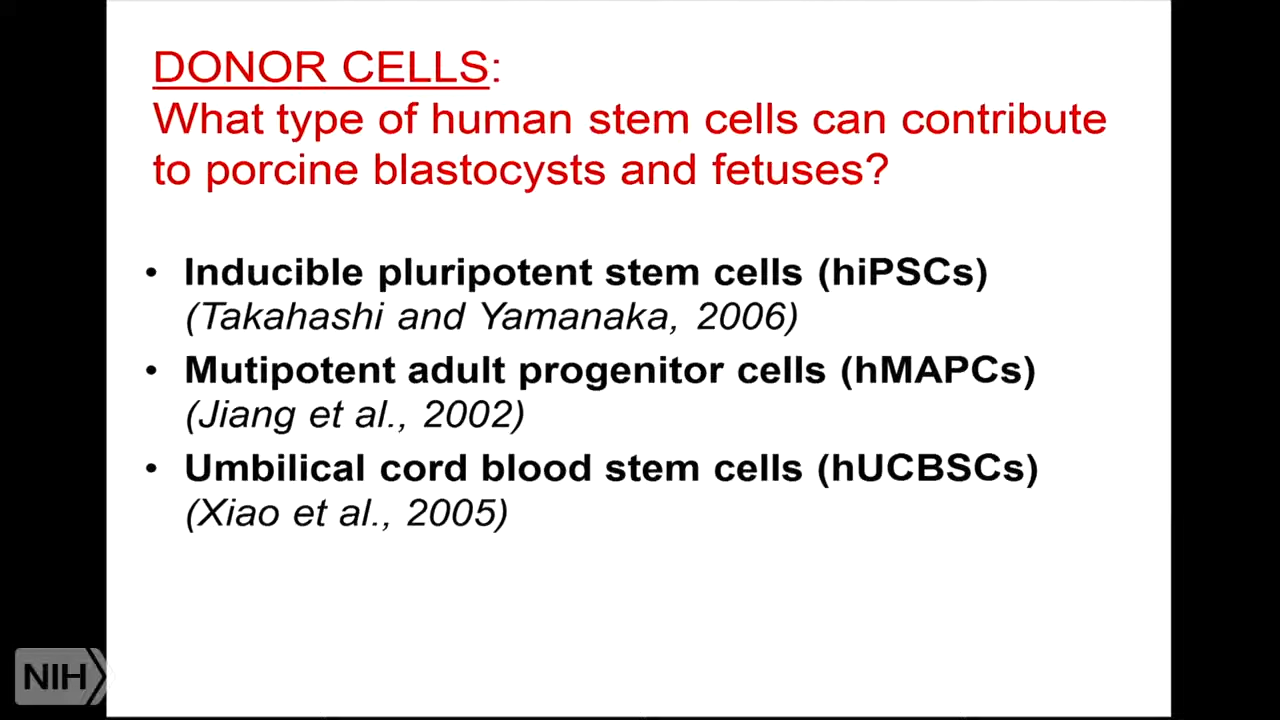 DONOR CELLS:
What type of human stem cells can contribute
to porcine blastocysts and fetuses?
• Inducible pluripotent stem cells (hiPSCs)
(Takahashi and Yamanaka, 2006)
• Mutipotent adult progenitor cells (hMAPCs)
(Jiang et al., 2002)
• Umbilical cord blood stem cells (hUCBSCs)
(Xiao et al., 2005)
NIH